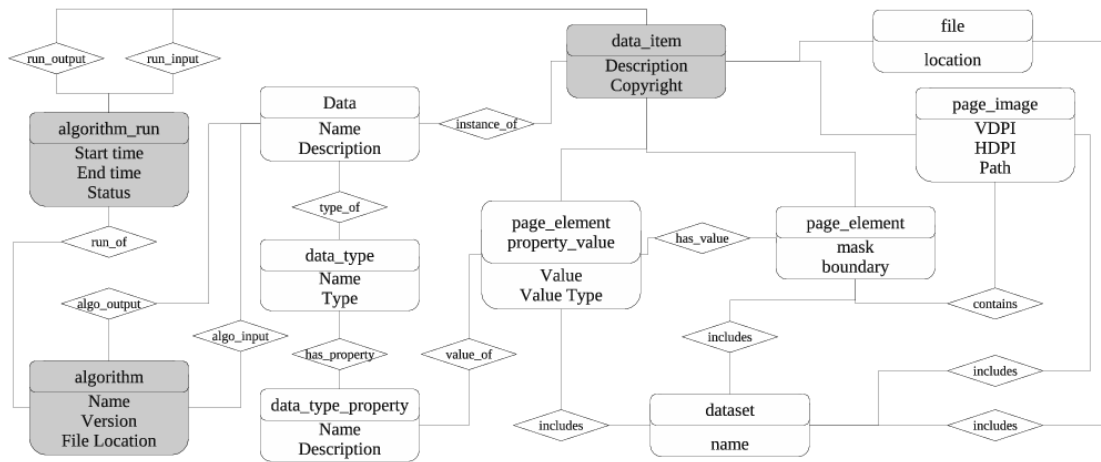 run_output
run_input
data_item
Description
Copyright
file
location
algorithm_run
Start time
End time
Status
Data
Name
Description
instance_of
page_image
VDPI
HDPI
Path
run_of
type_of
page_element
property_value
Value
Value Type
has_value
page_element
mask
boundary
data_type
Name
Type
algo_output
algo_input
has_property
value_of
includes
contains
algorithm
Name
Version
File Location
data_type_property
Name
Description
includes
dataset
name
includes
includes